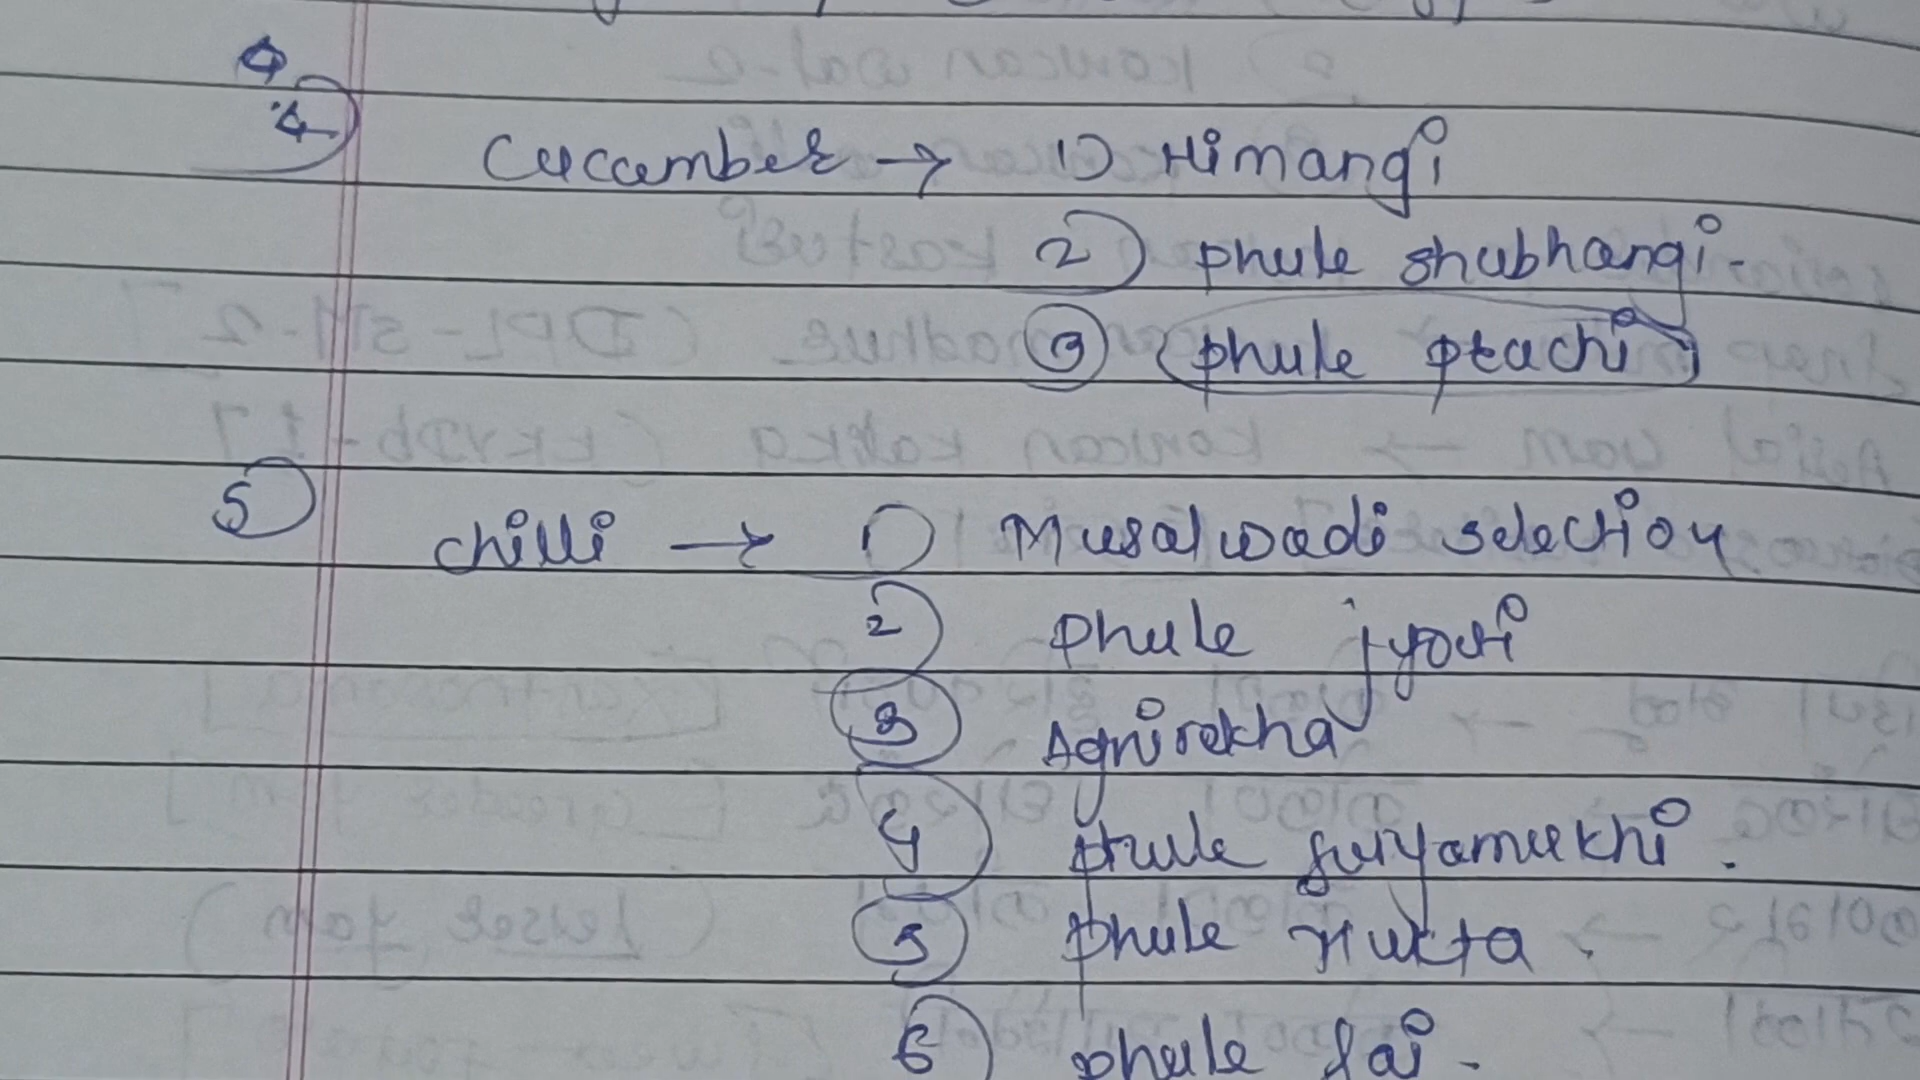 4) Cucumber → 1) Himangi
2) phule shubhangi.
3) phule prachi
5) chilli → 1) Musalwadi selection
2) phule jyoti
3) Agnirekha
4) phule suryamukhi.
5) phule mukta.
6) phule sai.